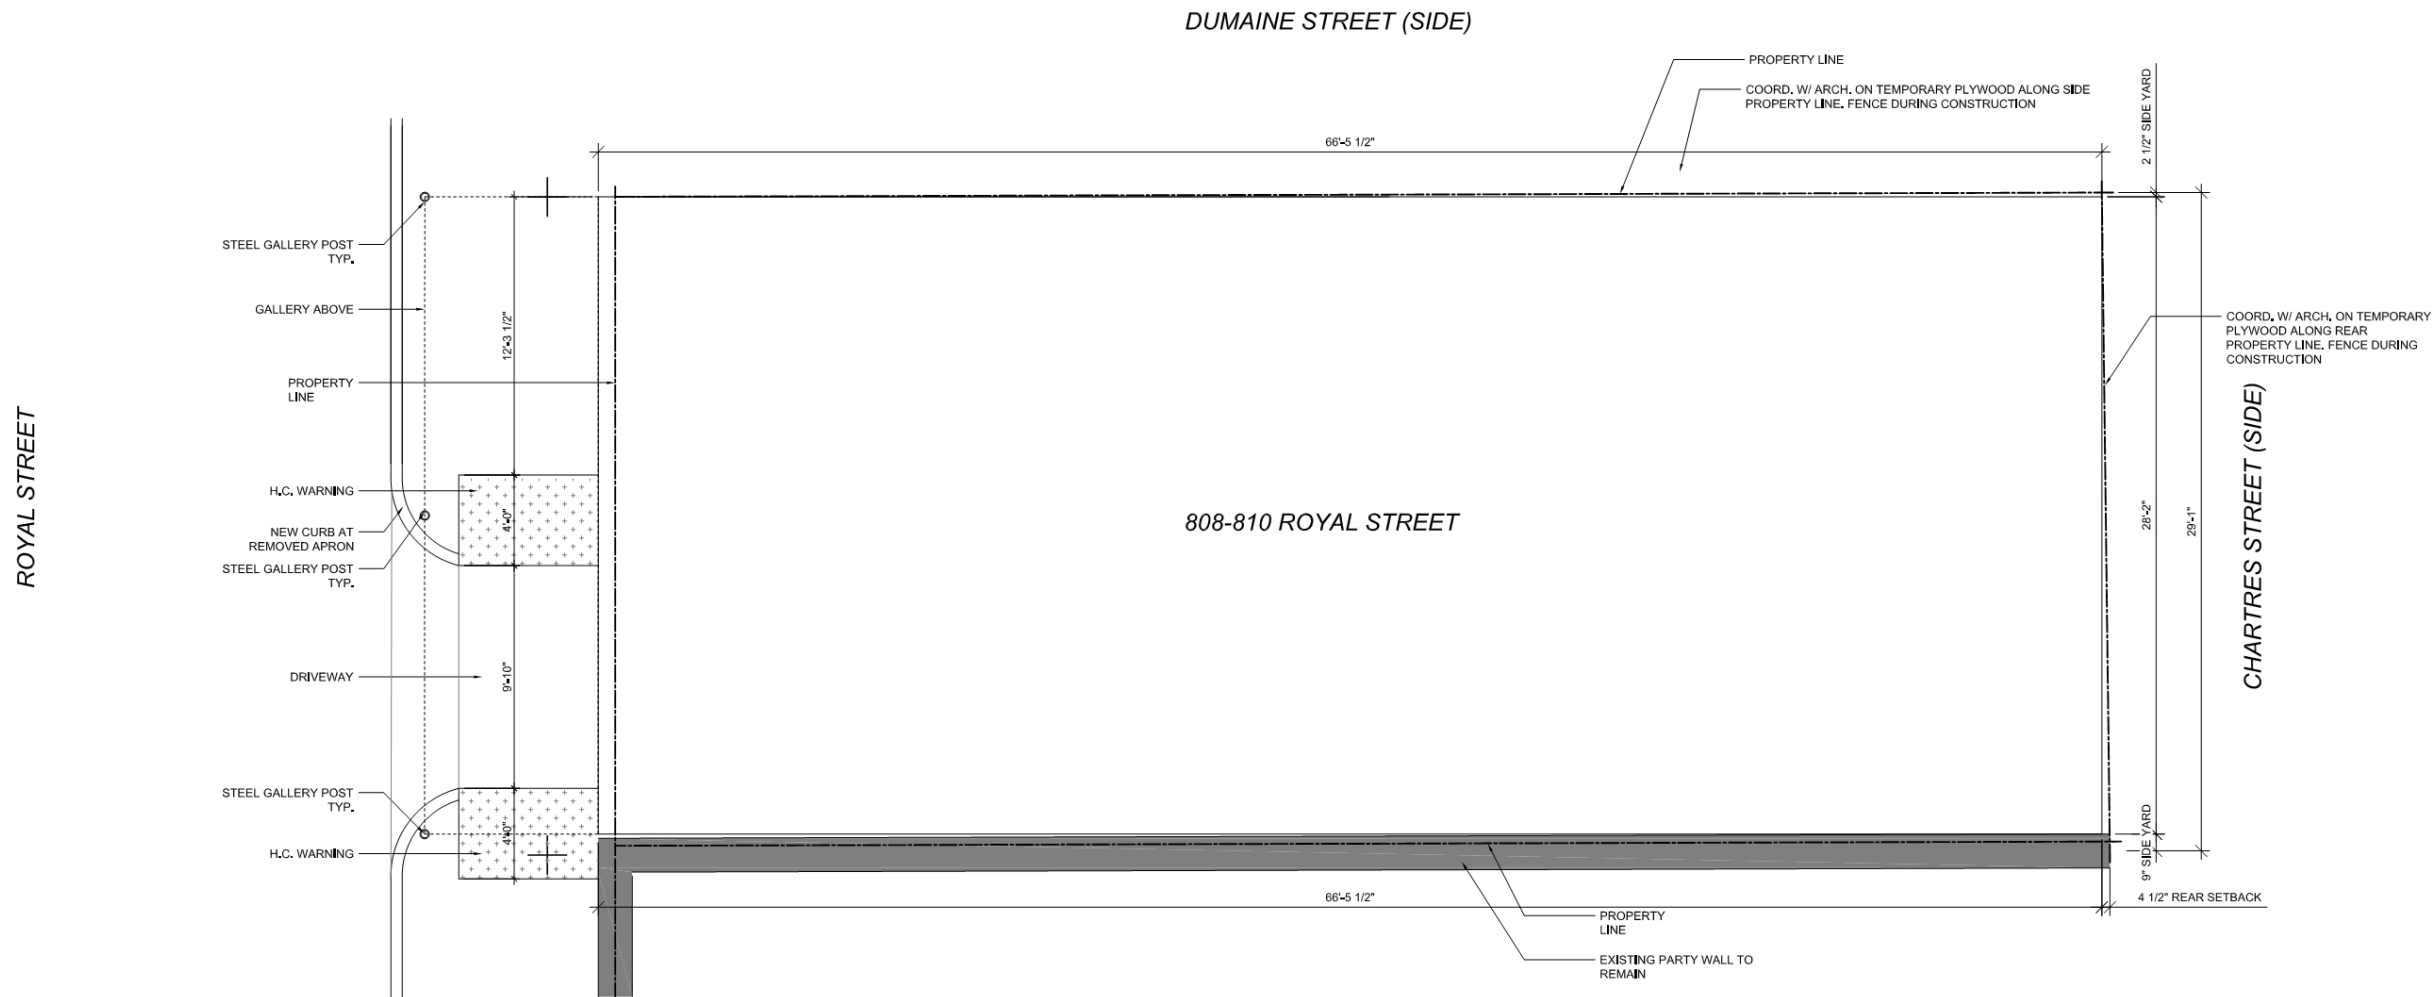 DUMAINE STREET (SIDE)
PROPERTY LINE
COORD. W/ ARCH. ON TEMPORARY PLYWOOD ALONG SIDE
PROPERTY LINE. FENCE DURING CONSTRUCTION
2 1/2" SIDE YARD
66'-5 1/2"
STEEL GALLERY POST
TYP.
GALLERY ABOVE
12'-3 1/2"
PROPERTY
LINE
COORD. W/ ARCH. ON TEMPORARY
PLYWOOD ALONG REAR
PROPERTY LINE. FENCE DURING
CONSTRUCTION
ROYAL STREET
H.C. WARNING
4'-0"
NEW CURB AT
REMOVED APRON
STEEL GALLERY POST
TYP.
808-810 ROYAL STREET
28'-2"
29'-1"
CHARTRES STREET (SIDE)
DRIVEWAY
9'-10"
STEEL GALLERY POST
TYP.
4'-0"
H.C. WARNING
9" SIDE YARD
66'-5 1/2"
4 1/2" REAR SETBACK
PROPERTY
LINE
EXISTING PARTY WALL TO
REMAIN